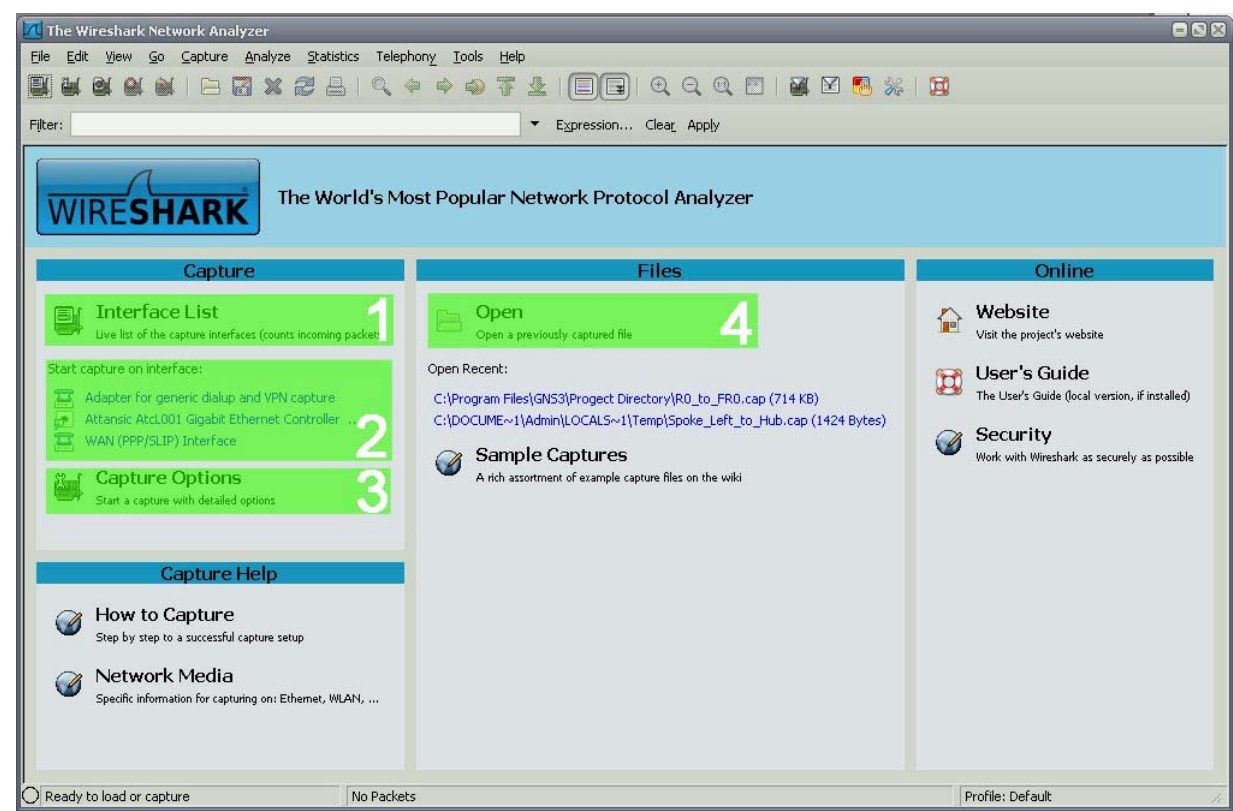 The Wireshark Network Analyzer
File Edit View Go Capture Analyze Statistics Telephony Tools Help
Filter: Expression... Clear Apply
WIRESHARK
The World's Most Popular Network Protocol Analyzer
Capture
Interface List
Live list of the capture interfaces (counts incoming packets
1
Start capture on interface:
Adapter for generic dialup and VPN capture
Attansic AtcL001 Gigabit Ethernet Controller ...
WAN (PPP/SLIP) Interface
2
Capture Options
Start a capture with detailed options
3
Capture Help
How to Capture
Step by step to a successful capture setup
Network Media
Specific information for capturing on: Ethernet, WLAN, ...
Files
Open
Open a previously captured file
4
Open Recent:
C:\Program Files\GNS3\Progect Directory\R0_to_FR0.cap (714 KB)
C:\DOCUME~1\Admin\LOCALS~1\Temp\Spoke_Left_to_Hub.cap (1424 Bytes)
Sample Captures
A rich assortment of example capture files on the wiki
Online
Website
Visit the project's website
User's Guide
The User's Guide (local version, if installed)
Security
Work with Wireshark as securely as possible
Ready to load or capture
No Packets
Profile: Default